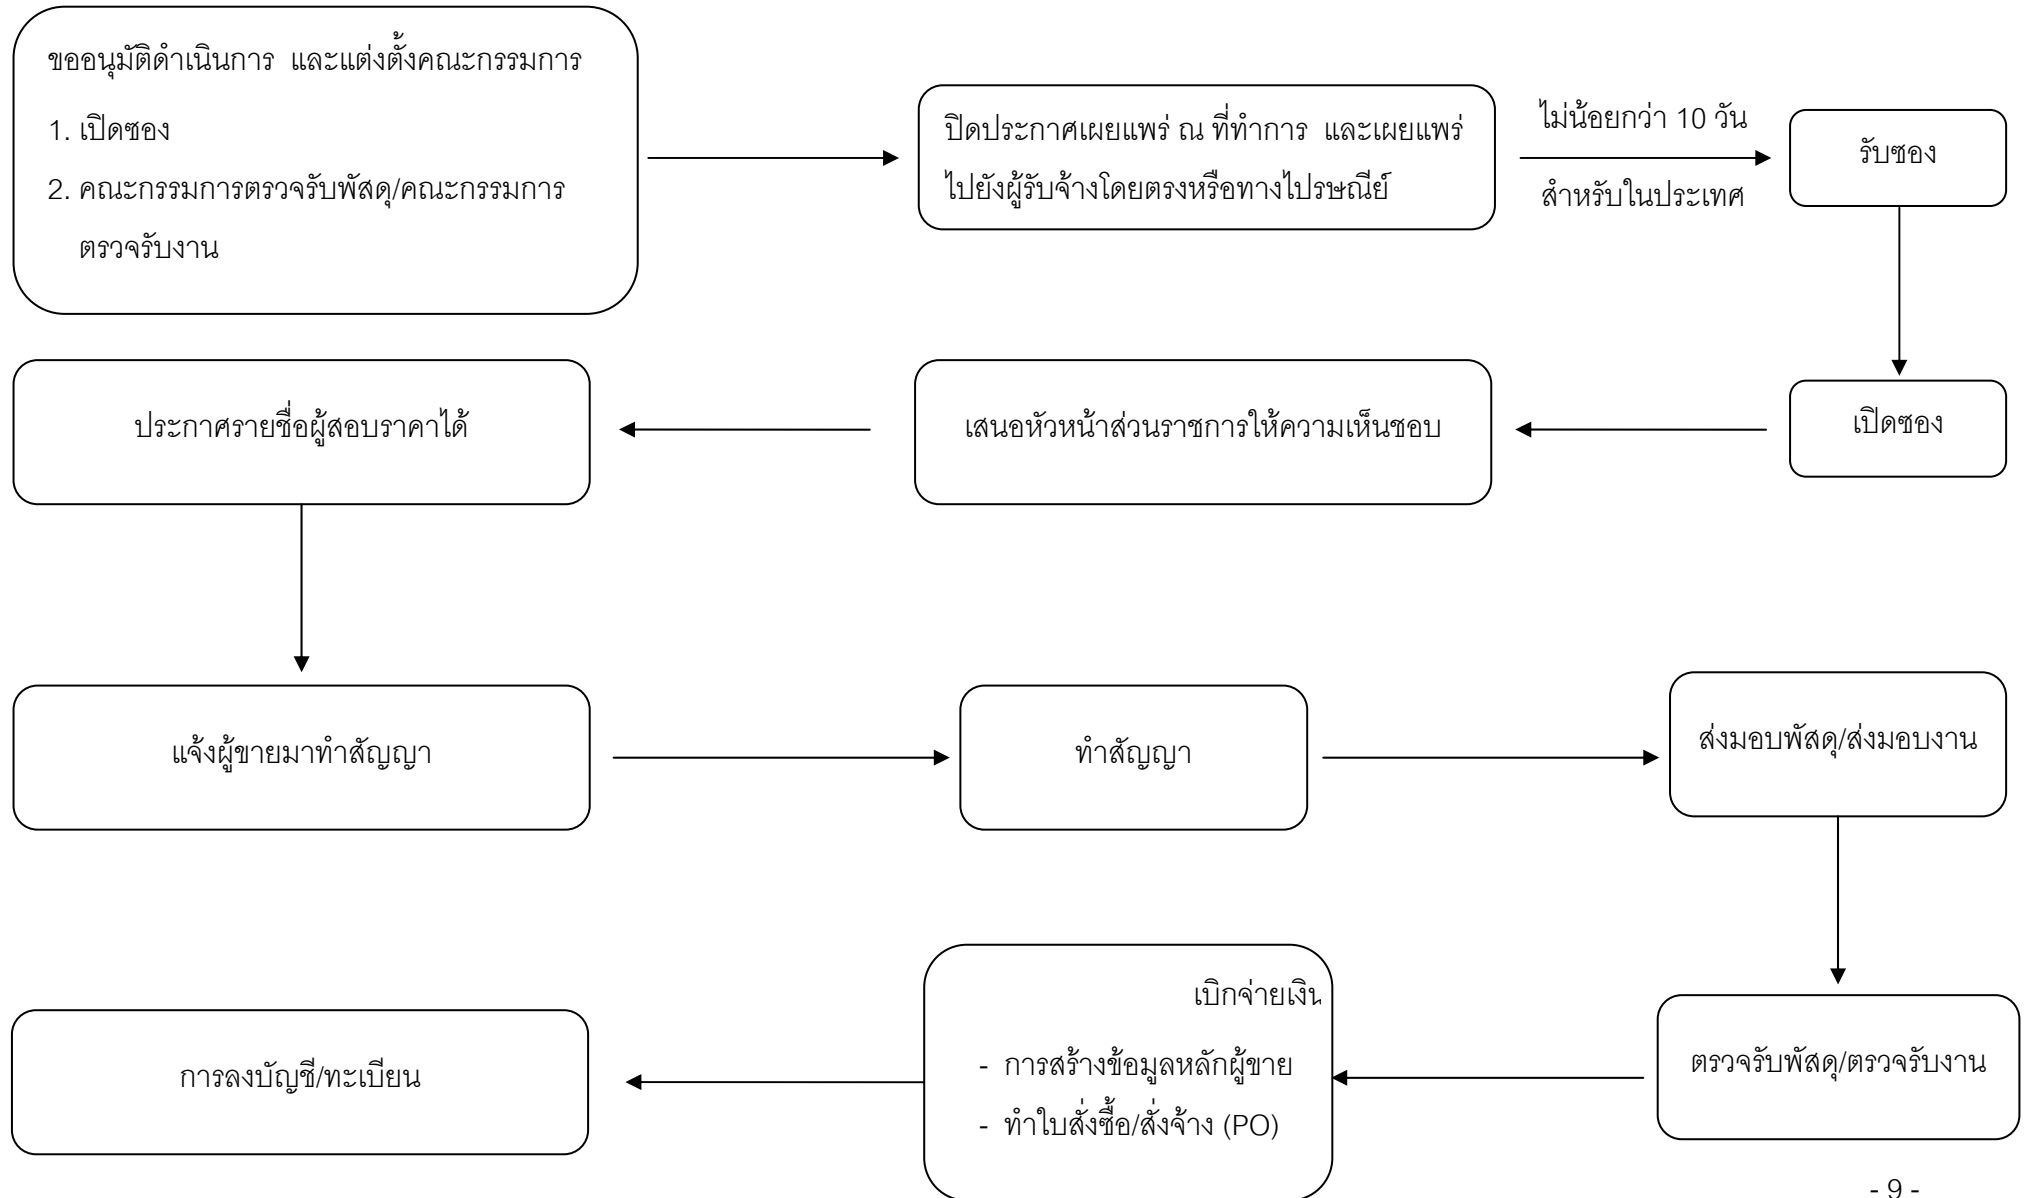 ขออนุมัติดำเนินการ และแต่งตั้งคณะกรรมการ
1. เปิดซอง
2. คณะกรรมการตรวจรับพัสดุ/คณะกรรมการ
ตรวจรับงาน
ปิดประกาศเผยแพร่ ณ ที่ทำการ และเผยแพร่
ไปยังผู้รับจ้างโดยตรงหรือทางไปรษณีย์
ไม่น้อยกว่า 10 วัน
สำหรับในประเทศ
รับซอง
เปิดซอง
เสนอหัวหน้าส่วนราชการให้ความเห็นชอบ
ประกาศรายชื่อผู้สอบราคาได้
แจ้งผู้ขายมาทำสัญญา
ทำสัญญา
ส่งมอบพัสดุ/ส่งมอบงาน
ตรวจรับพัสดุ/ตรวจรับงาน
เบิกจ่ายเงิน
- การสร้างข้อมูลหลักผู้ขาย
- ทำใบสั่งซื้อ/สั่งจ้าง (PO)
การลงบัญชี/ทะเบียน
- 9 -